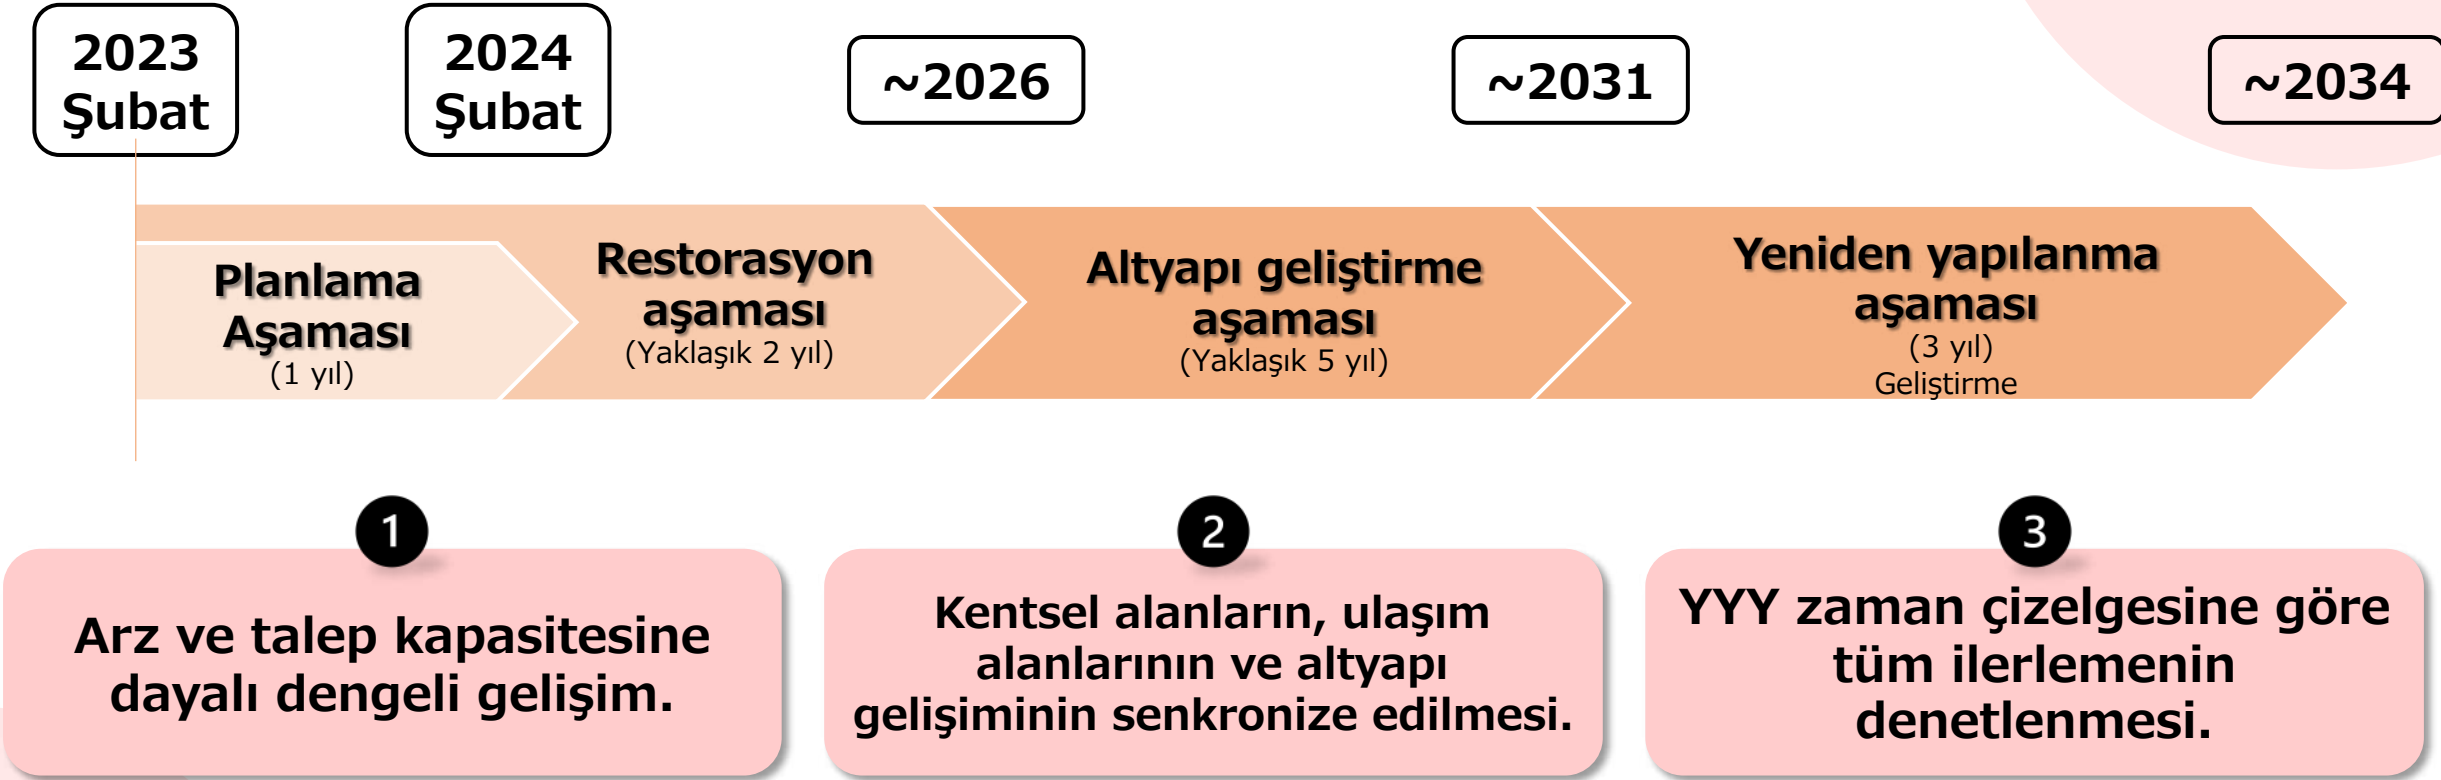 2023
Şubat
2024
Şubat
~2026
~2031
~2034
Planlama
Aşaması
(1 yıl)
Restorasyon
aşaması
(Yaklaşık 2 yıl)
Altyapı geliştirme
aşaması
(Yaklaşık 5 yıl)
Yeniden yapılanma
aşaması
(3 yıl)
Geliştirme
1
Arz ve talep kapasitesine
dayalı dengeli gelişim.
2
Kentsel alanların, ulaşım
alanlarının ve altyapı
gelişiminin senkronize edilmesi.
3
YYY zaman çizelgesine göre
tüm ilerlemenin
denetlenmesi.